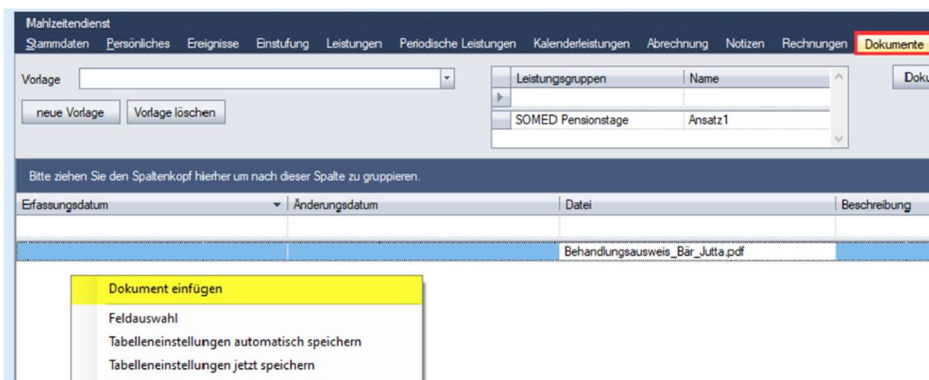 Mahlzeitendienst
Stammdaten Persönliches Ereignisse Einstufung Leistungen Periodische Leistungen Kalenderleistungen Abrechnung Notizen Rechnungen Dokumente
Vorlage
Leistungsgruppen Name
Doku
neue Vorlage Vorlage löschen
SOMED Pensionstage Ansatz1
Bitte ziehen Sie den Spaltenkopf hierher um nach dieser Spalte zu gruppieren.
Erfassungsdatum Änderungsdatum Datei Beschreibung
Behandlungsausweis_Bär_Jutta.pdf
Dokument einfügen
Feldauswahl
Tabelleneinstellungen automatisch speichern
Tabelleneinstellungen jetzt speichern